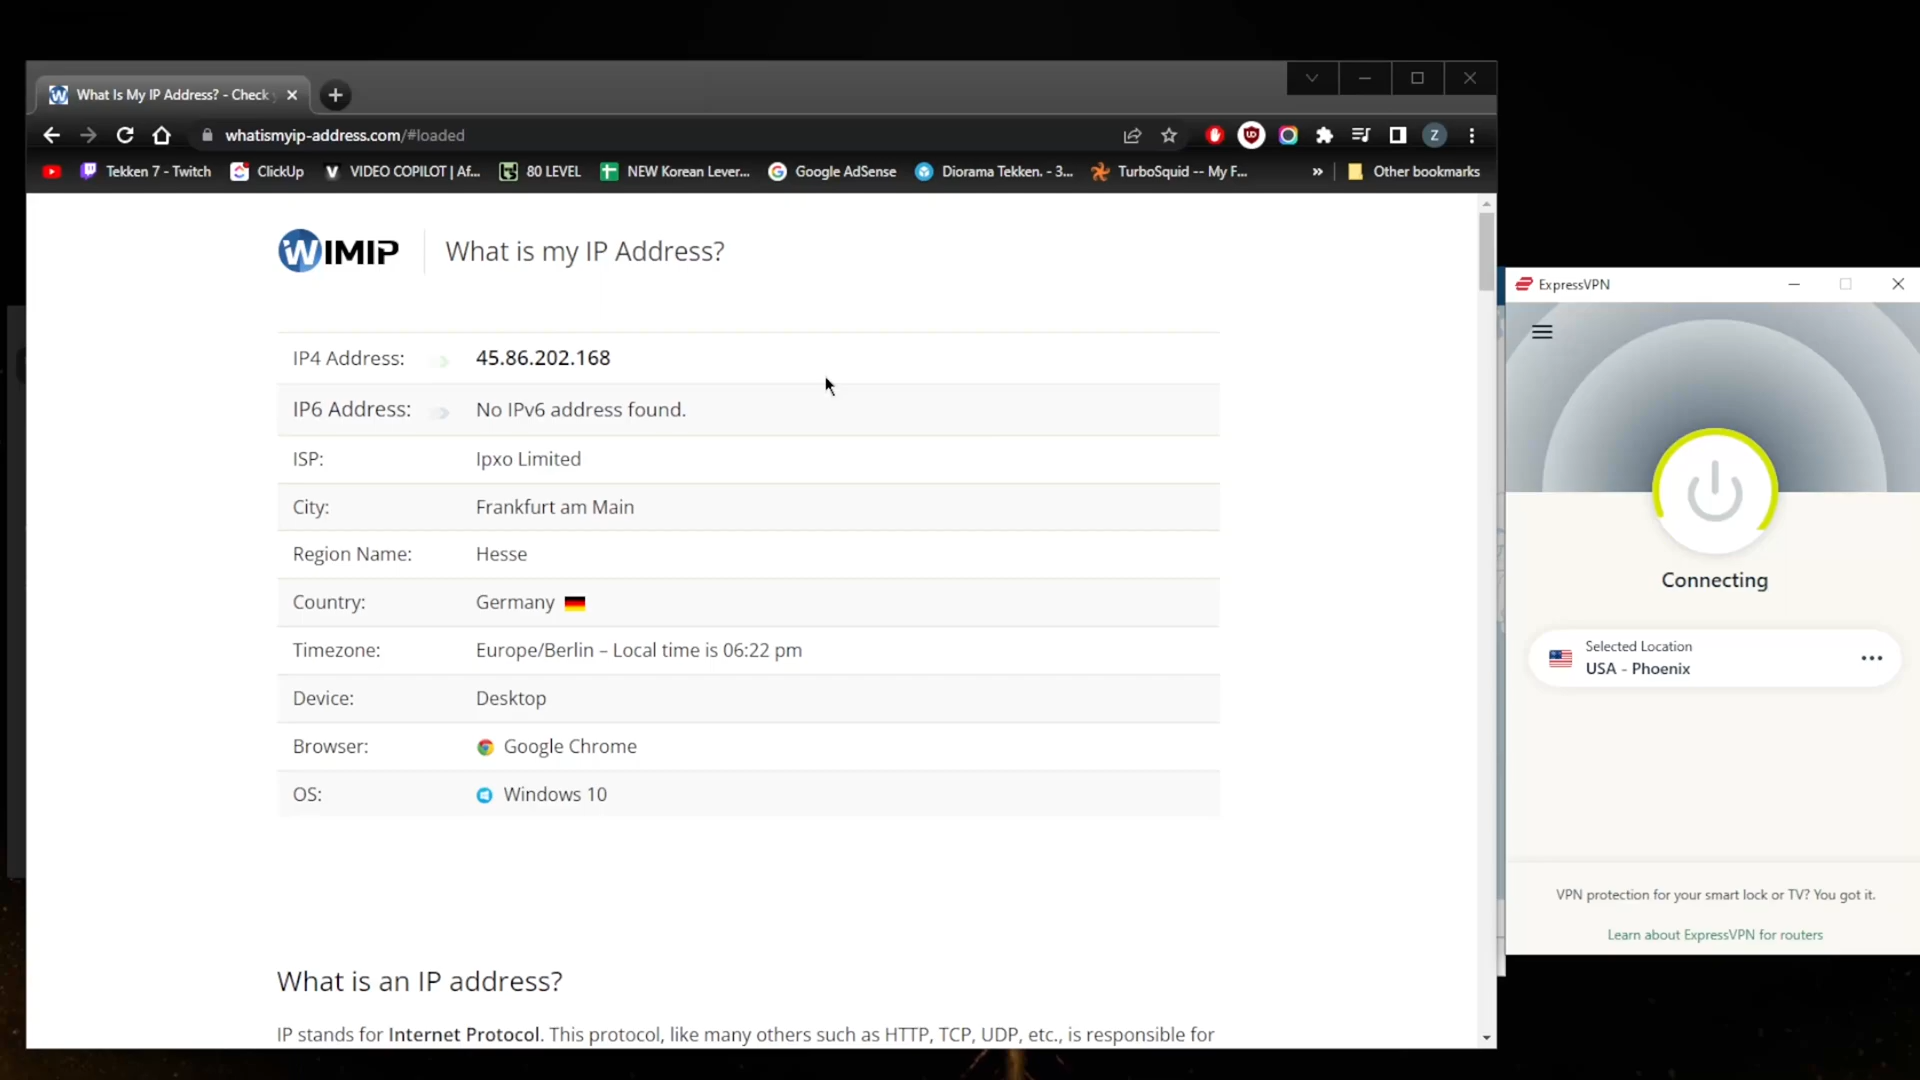 What Is My IP Address? - Check
whatismyip-address.com/#loaded
Z
Tekken 7 - Twitch
ClickUp
VIDEO COPILOT | Af...
80 LEVEL
NEW Korean Lever...
Google AdSense
Diorama Tekken. - 3...
TurboSquid -- My F...
»
Other bookmarks
WIMIP
What is my IP Address?
IP4 Address: 45.86.202.168
IP6 Address: No IPv6 address found.
ISP: Ipxo Limited
City: Frankfurt am Main
Region Name: Hesse
Country: Germany
Timezone: Europe/Berlin – Local time is 06:22 pm
Device: Desktop
Browser: Google Chrome
OS: Windows 10
What is an IP address?
IP stands for Internet Protocol. This protocol, like many others such as HTTP, TCP, UDP, etc., is responsible for
ExpressVPN
Connecting
Selected Location
USA - Phoenix
VPN protection for your smart lock or TV? You got it.
Learn about ExpressVPN for routers